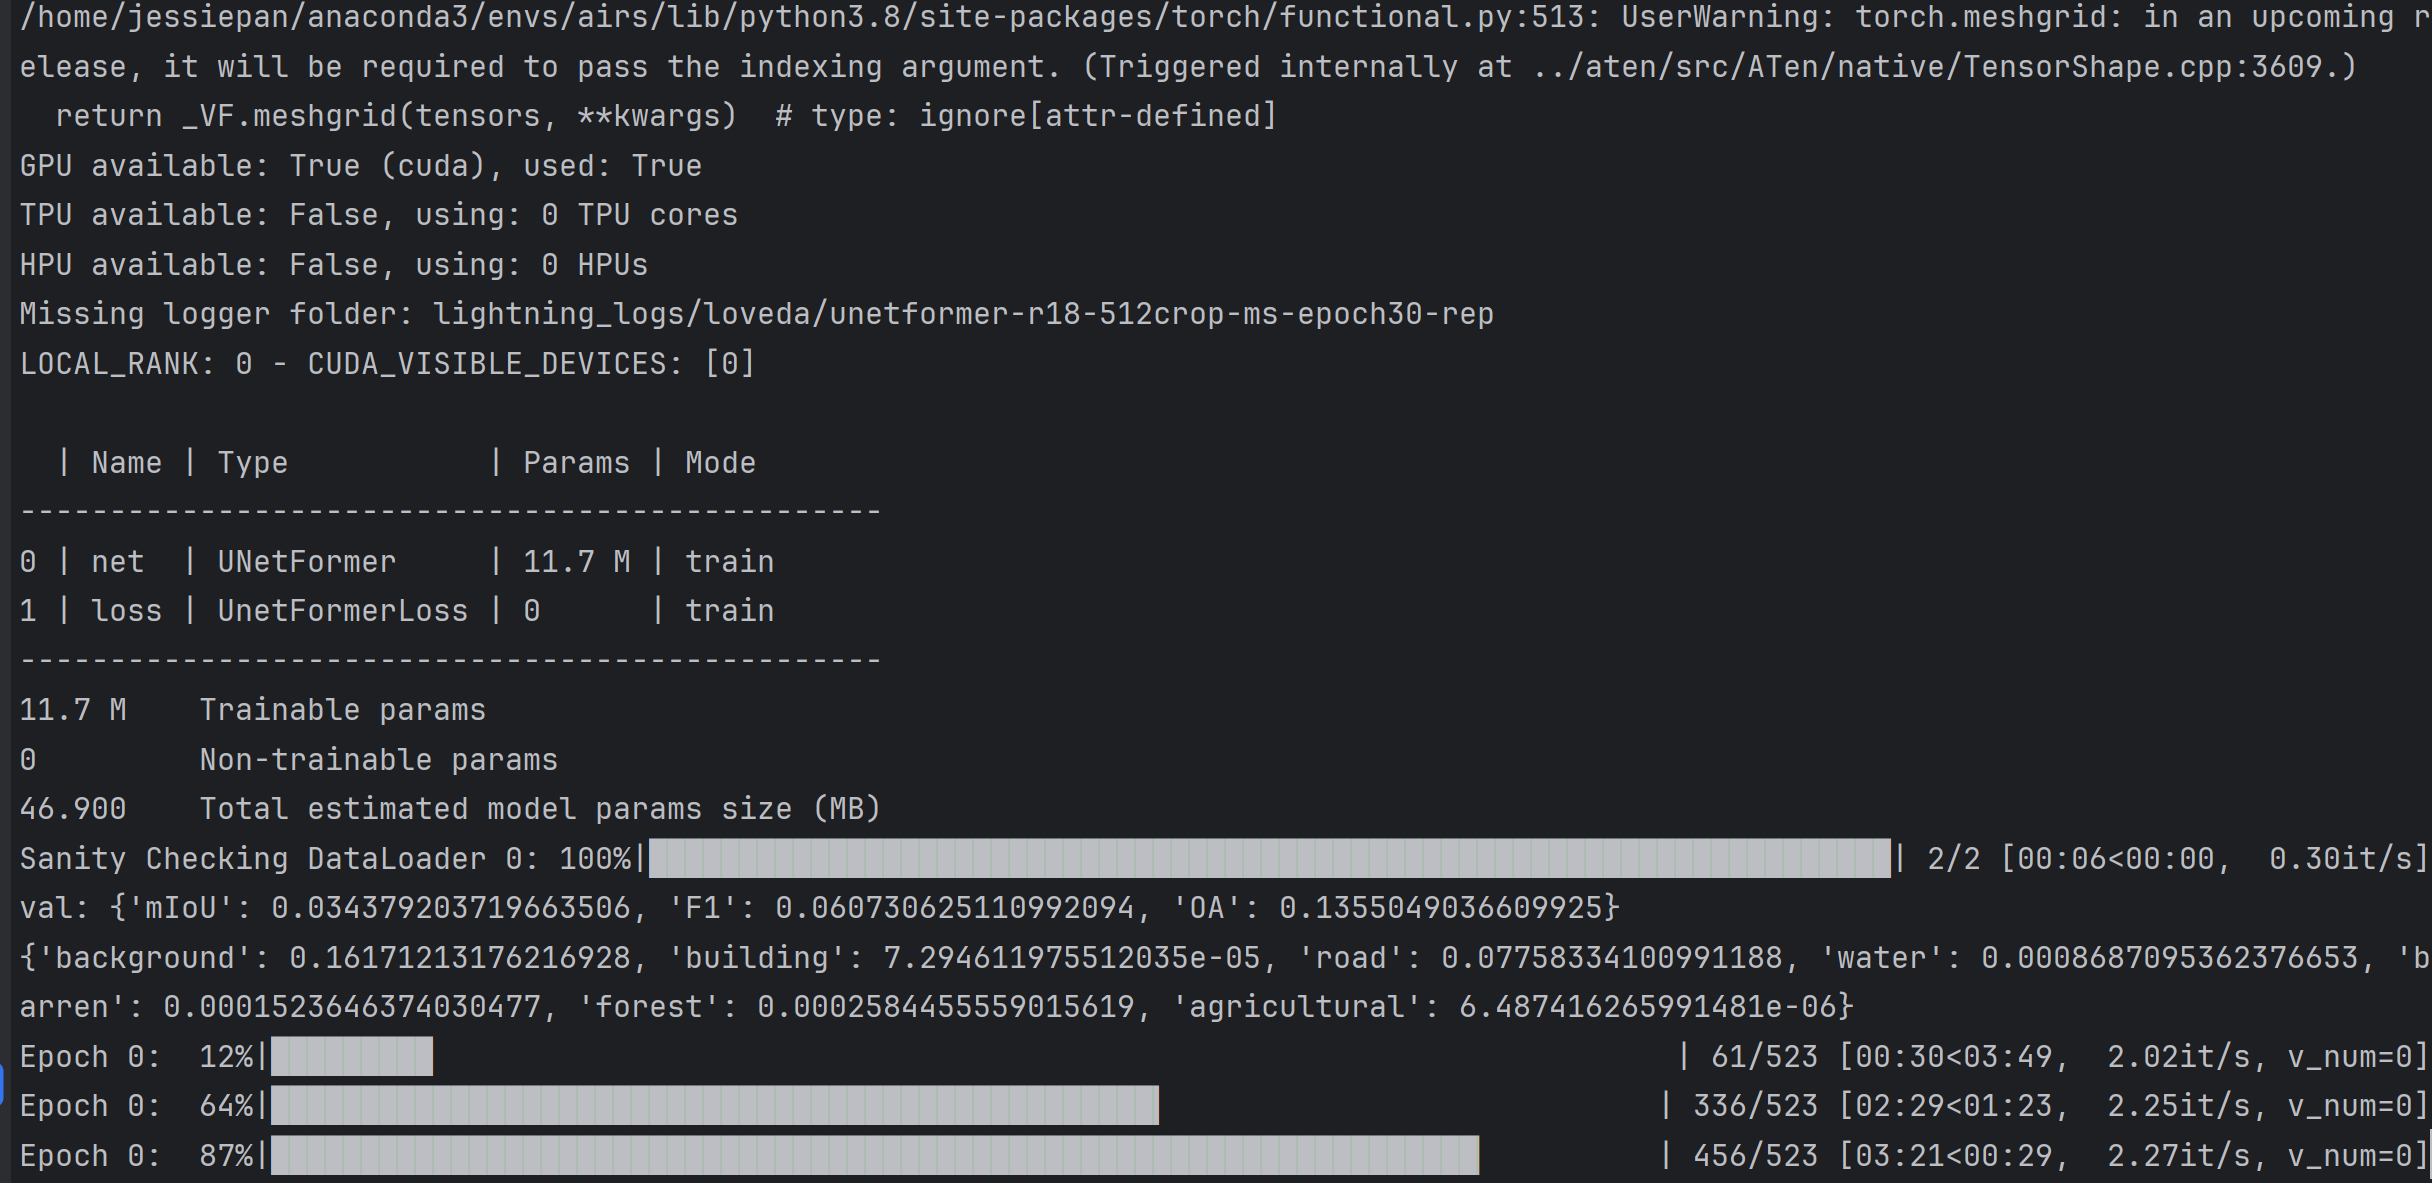 /home/jessiepan/anaconda3/envs/airs/lib/python3.8/site-packages/torch/functional.py:513: UserWarning: torch.meshgrid: in an upcoming r
elease, it will be required to pass the indexing argument. (Triggered internally at ../aten/src/ATen/native/TensorShape.cpp:3609.)
  return _VF.meshgrid(tensors, **kwargs)  # type: ignore[attr-defined]
GPU available: True (cuda), used: True
TPU available: False, using: 0 TPU cores
HPU available: False, using: 0 HPUs
Missing logger folder: lightning_logs/loveda/unetformer-r18-512crop-ms-epoch30-rep
LOCAL_RANK: 0 - CUDA_VISIBLE_DEVICES: [0]
  | Name | Type           | Params | Mode
------------------------------------------------
0 | net  | UNetFormer     | 11.7 M | train
1 | loss | UnetFormerLoss | 0      | train
------------------------------------------------
11.7 M    Trainable params
0         Non-trainable params
46.900    Total estimated model params size (MB)
Sanity Checking DataLoader 0: 100%| | 2/2 [00:06<00:00,  0.30it/s]
val: {'mIoU': 0.034379203719663506, 'F1': 0.060730625110992094, 'OA': 0.1355049036609925}
{'background': 0.16171213176216928, 'building': 7.294611975512035e-05, 'road': 0.07758334100991188, 'water': 0.0008687095362376653, 'b
arren': 0.0001523646374030477, 'forest': 0.0002584455559015619, 'agricultural': 6.487416265991481e-06}
Epoch 0:  12%| | 61/523 [00:30<03:49,  2.02it/s, v_num=0]
Epoch 0:  64%| | 336/523 [02:29<01:23,  2.25it/s, v_num=0]
Epoch 0:  87%| | 456/523 [03:21<00:29,  2.27it/s, v_num=0]